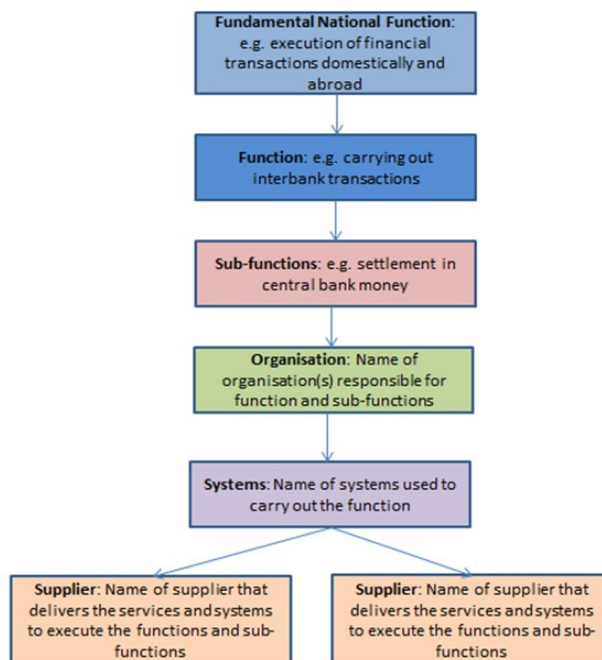 Fundamental National Function:
e.g. execution of financial
transactions domestically and
abroad
Function: e.g. carrying out
interbank transactions
Sub-functions: e.g. settlement in
central bank money
Organisation: Name of
organisation(s) responsible for
function and sub-functions
Systems: Name of systems used to
carry out the function
Supplier: Name of supplier that
delivers the services and systems
to execute the functions and sub-
functions
Supplier: Name of supplier that
delivers the services and systems
to execute the functions and sub-
functions